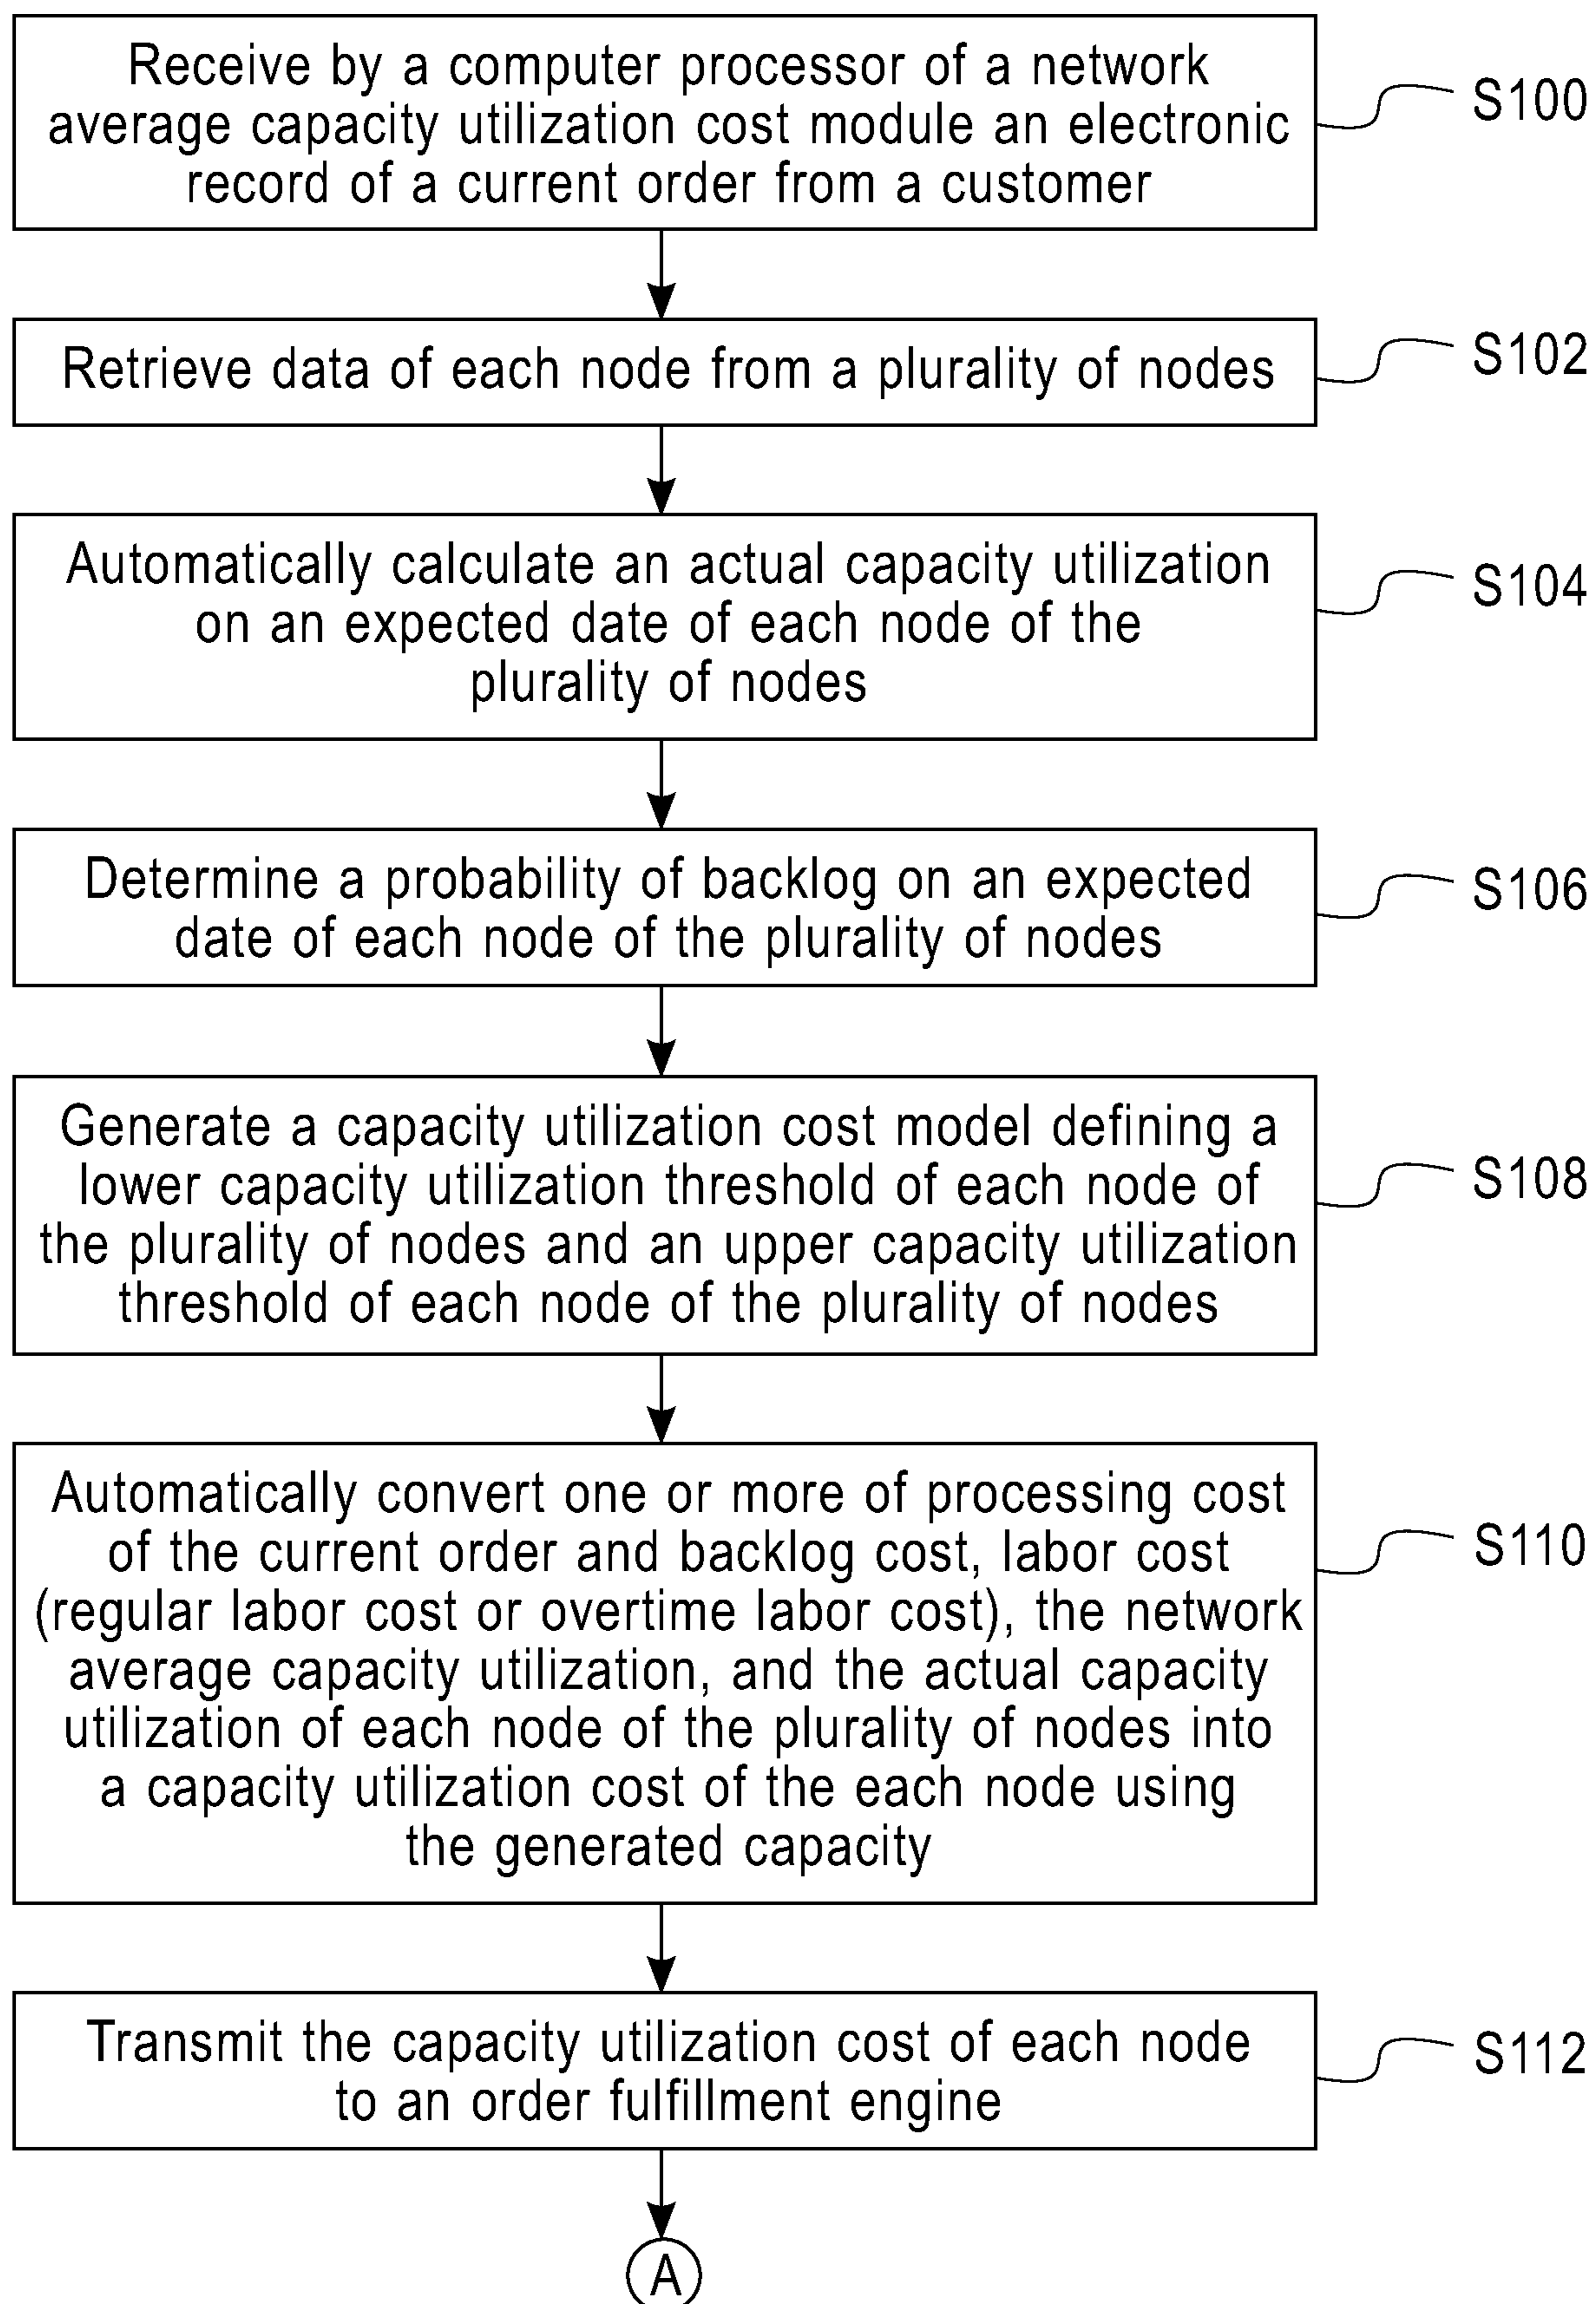 Receive by a computer processor of a network
average capacity utilization cost module an electronic
record of a current order from a customer
S100
Retrieve data of each node from a plurality of nodes
S102
Automatically calculate an actual capacity utilization
on an expected date of each node of the
plurality of nodes
S104
Determine a probability of backlog on an expected
date of each node of the plurality of nodes
S106
Generate a capacity utilization cost model defining a
lower capacity utilization threshold of each node of
the plurality of nodes and an upper capacity utilization
threshold of each node of the plurality of nodes
S108
Automatically convert one or more of processing cost
of the current order and backlog cost, labor cost
(regular labor cost or overtime labor cost), the network
average capacity utilization, and the actual capacity
utilization of each node of the plurality of nodes into
a capacity utilization cost of the each node using
the generated capacity
S110
Transmit the capacity utilization cost of each node
to an order fulfillment engine
S112
A